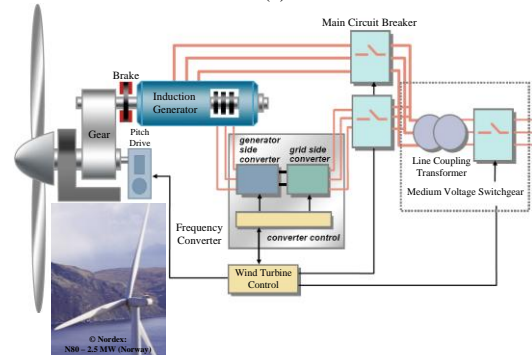 Main Circuit Breaker
Brake
Induction
Generator
Gear
Pitch
Drive
generator
side
converter
grid side
converter
Line Coupling
Transformer
Medium Voltage Switchgear
Frequency
Converter
converter control
Wind Turbine
Control
© Nordex:
N80 – 2.5 MW (Norway)